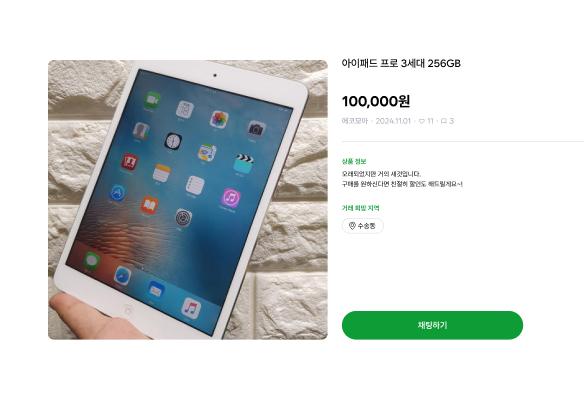 아이패드 프로 3세대 256GB
100,000원
에코모아 · 2024.11.01 · 11 · 3
상품 정보
오래되었지만 거의 새것입니다.
구매를 원하신다면 친절히 할인도 해드릴게요~!
거래 희망 지역
수송동
채팅하기